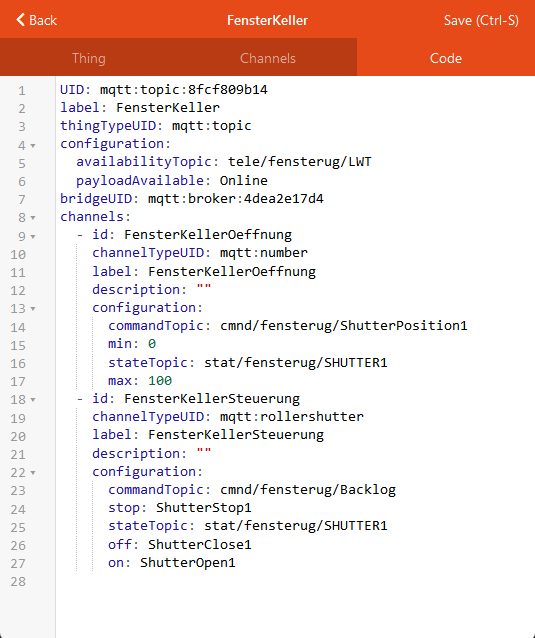 Back
FensterKeller
Save (Ctrl-S)
Thing
Channels
Code
1 UID: mqtt:topic:8fcf809b14
2 label: FensterKeller
3 thingTypeUID: mqtt:topic
4 configuration:
5   availabilityTopic: tele/fensterug/LWT
6   payloadAvailable: Online
7 bridgeUID: mqtt:broker:4dea2e17d4
8 channels:
9   - id: FensterKellerOeffnung
10     channelTypeUID: mqtt:number
11     label: FensterKellerOeffnung
12     description: ""
13     configuration:
14       commandTopic: cmnd/fensterug/ShutterPosition1
15       min: 0
16       stateTopic: stat/fensterug/SHUTTER1
17       max: 100
18   - id: FensterKellerSteuerung
19     channelTypeUID: mqtt:rollershutter
20     label: FensterKellerSteuerung
21     description: ""
22     configuration:
23       commandTopic: cmnd/fensterug/Backlog
24       stop: ShutterStop1
25       stateTopic: stat/fensterug/SHUTTER1
26       off: ShutterClose1
27       on: ShutterOpen1
28